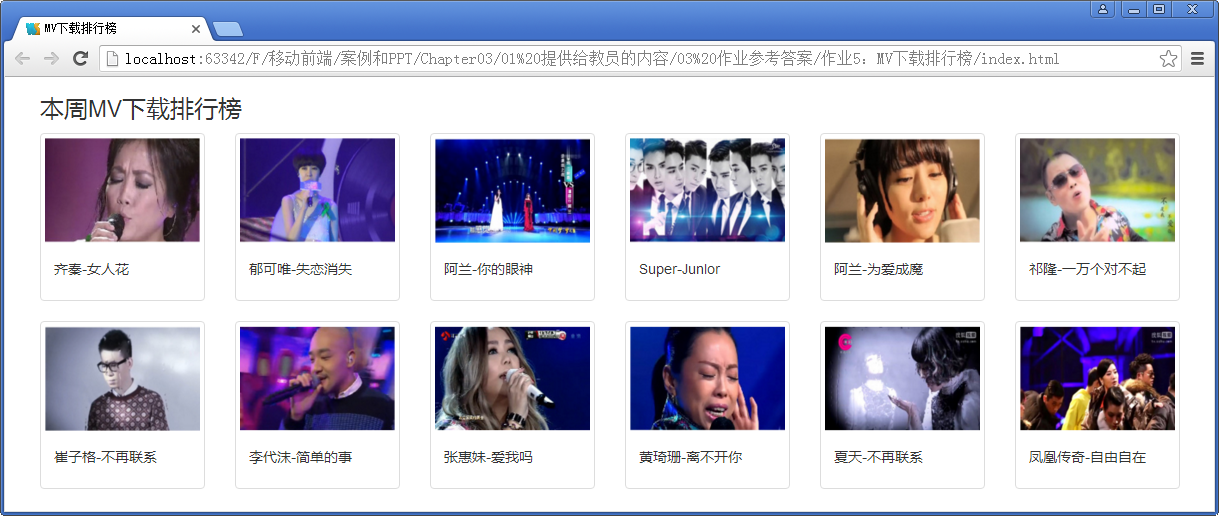 MV下载排行榜
localhost:63342/F/移动前端/案例和PPT/Chapter03/01%20提供给教员的内容/03%20作业参考答案/作业5：MV下载排行榜/index.html
本周MV下载排行榜
齐秦-女人花
郁可唯-失恋消失
阿兰-你的眼神
Super-Junlor
阿兰-为爱成魔
祁隆-一万个对不起
崔子格-不再联系
李代沫-简单的事
张惠妹-爱我吗
黄琦珊-离不开你
夏天-不再联系
凤凰传奇-自由自在